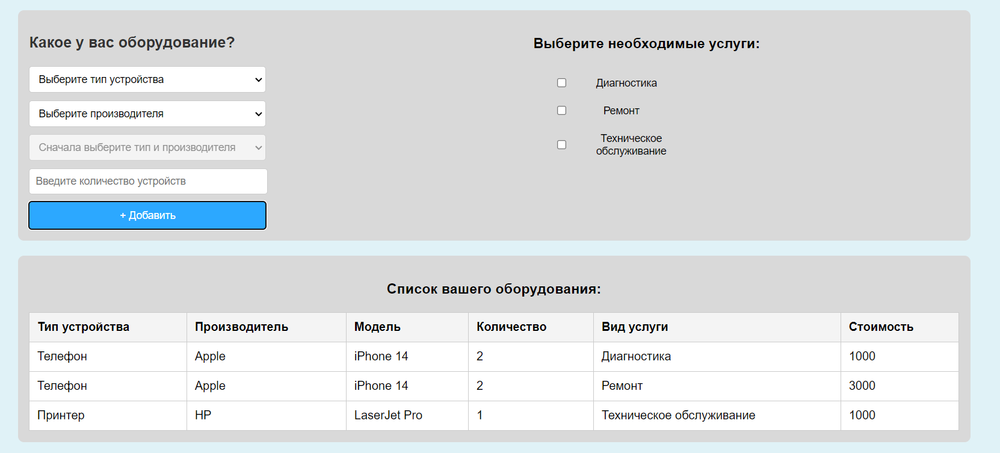 Какое у вас оборудование?
Выберите тип устройства
Выберите производителя
Сначала выберите тип и производителя
Введите количество устройств
+ Добавить
Выберите необходимые услуги:
Диагностика
Ремонт
Техническое
обслуживание
Список вашего оборудования:
Тип устройства Производитель Модель Количество Вид услуги Стоимость
Телефон Apple iPhone 14 2 Диагностика 1000
Телефон Apple iPhone 14 2 Ремонт 3000
Принтер HP LaserJet Pro 1 Техническое обслуживание 1000